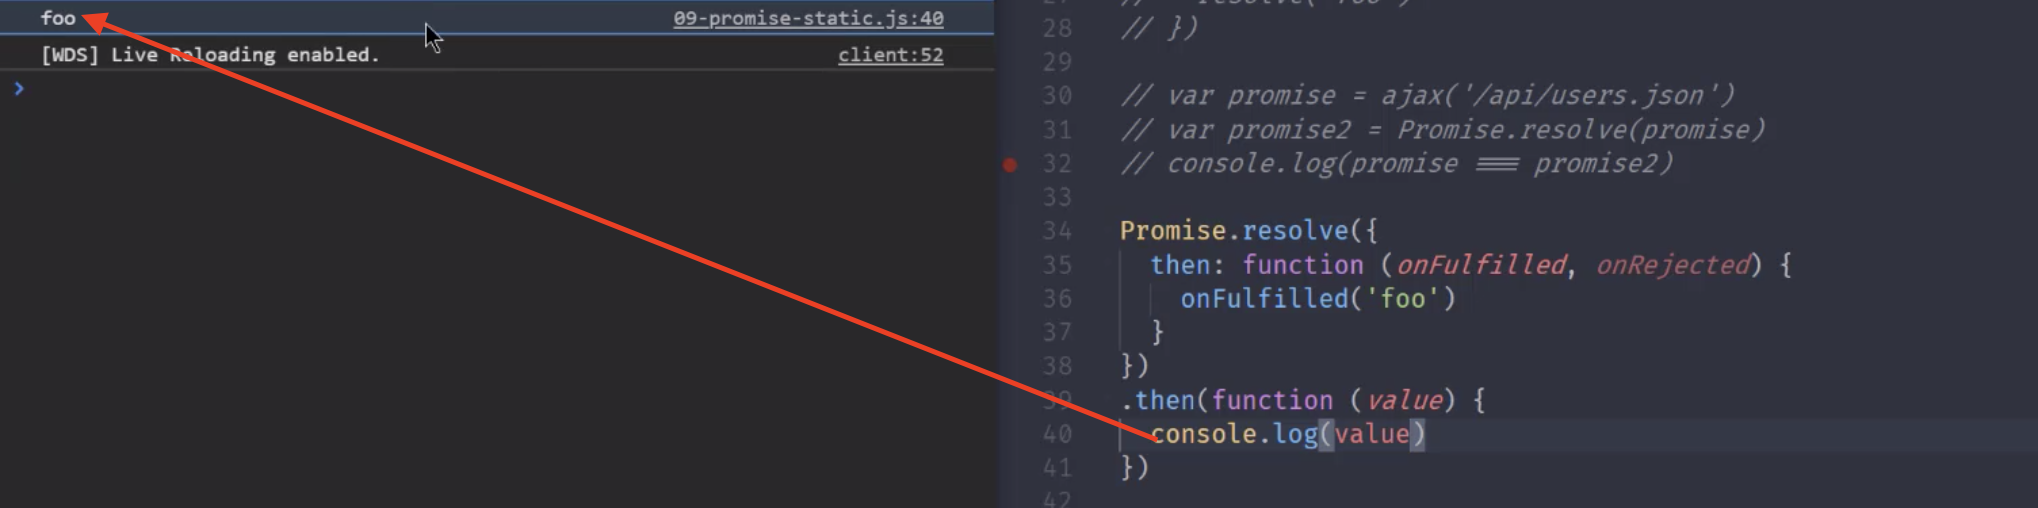 foo 09-promise-static.js:40
[WDS] Live Reloading enabled. client:52
›
28 // })
29
30 // var promise = ajax('/api/users.json')
31 // var promise2 = Promise.resolve(promise)
32 // console.log(promise === promise2)
33
34 Promise.resolve({
35 then: function (onFulfilled, onRejected) {
36 onFulfilled('foo')
37 }
38 })
39 .then(function (value) {
40 console.log(value)
41 })
42